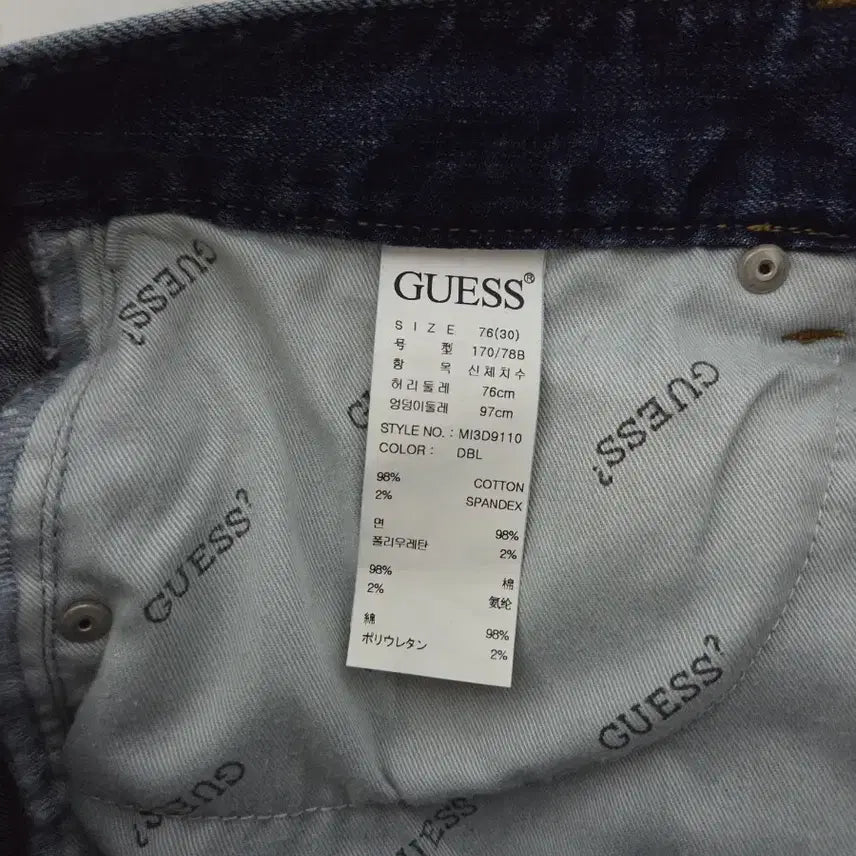 GUESS®
SIZE 76(30)
号 型 170/78B
항 목 신체치수
허리둘레 76cm
엉덩이둘레 97cm
STYLE NO. : MI3D9110
COLOR : DBL
98% COTTON
2% SPANDEX
면 98%
폴리우레탄 2%
98% 棉
2% 氨纶
綿 98%
ポリウレタン 2%
GUESS?
GUESS?
GUESS?
GUESS?
GUESS?